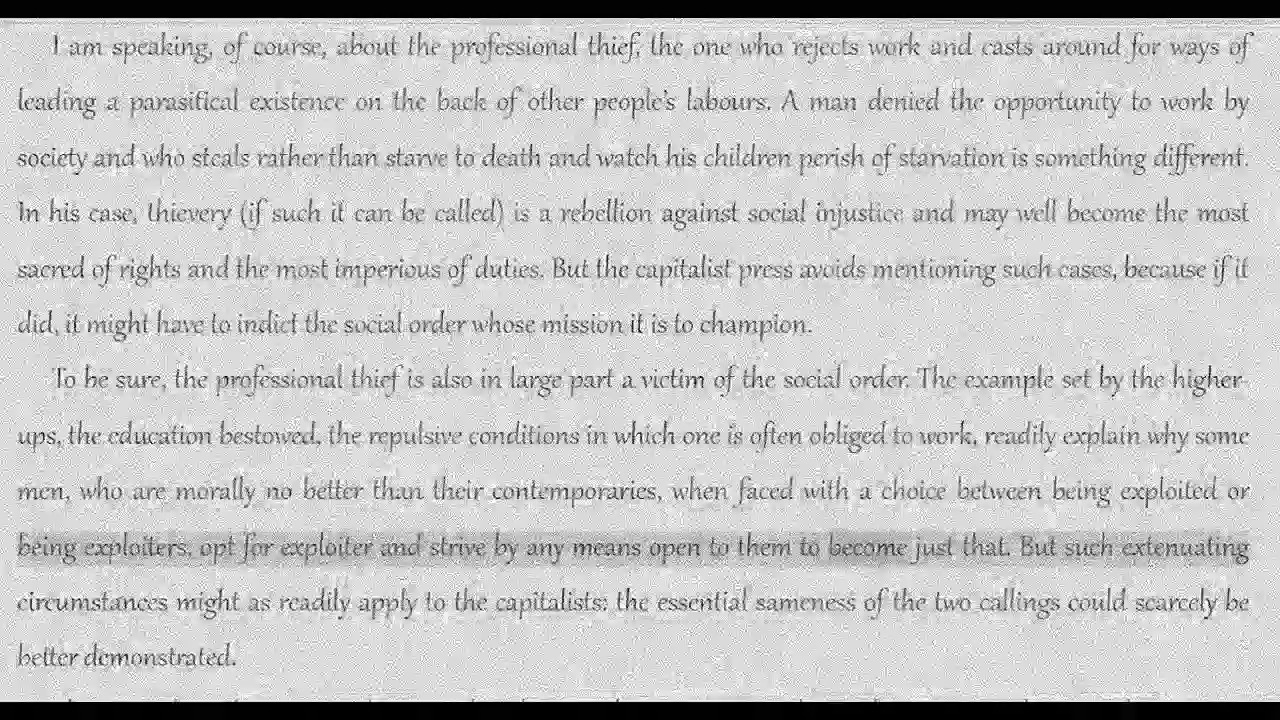 I am speaking, of course, about the professional thief, the one who rejects work and casts around for ways of
leading a parasitical existence on the back of other people's labours. A man denied the opportunity to work by
society and who steals rather than starve to death and watch his children perish of starvation is something different.
In his case, thievery (if such it can be called) is a rebellion against social injustice and may well become the most
sacred of rights and the most imperious of duties. But the capitalist press avoids mentioning such cases, because if it
did, it might have to indict the social order whose mission it is to champion.
To be sure, the professional thief is also in large part a victim of the social order. The example set by the higher-
ups, the education bestowed, the repulsive conditions in which one is often obliged to work, readily explain why some
men, who are morally no better than their contemporaries, when faced with a choice between being exploited or
being exploiters, opt for exploiter and strive by any means open to them to become just that. But such extenuating
circumstances might as readily apply to the capitalists: the essential sameness of the two callings could scarcely be
better demonstrated.